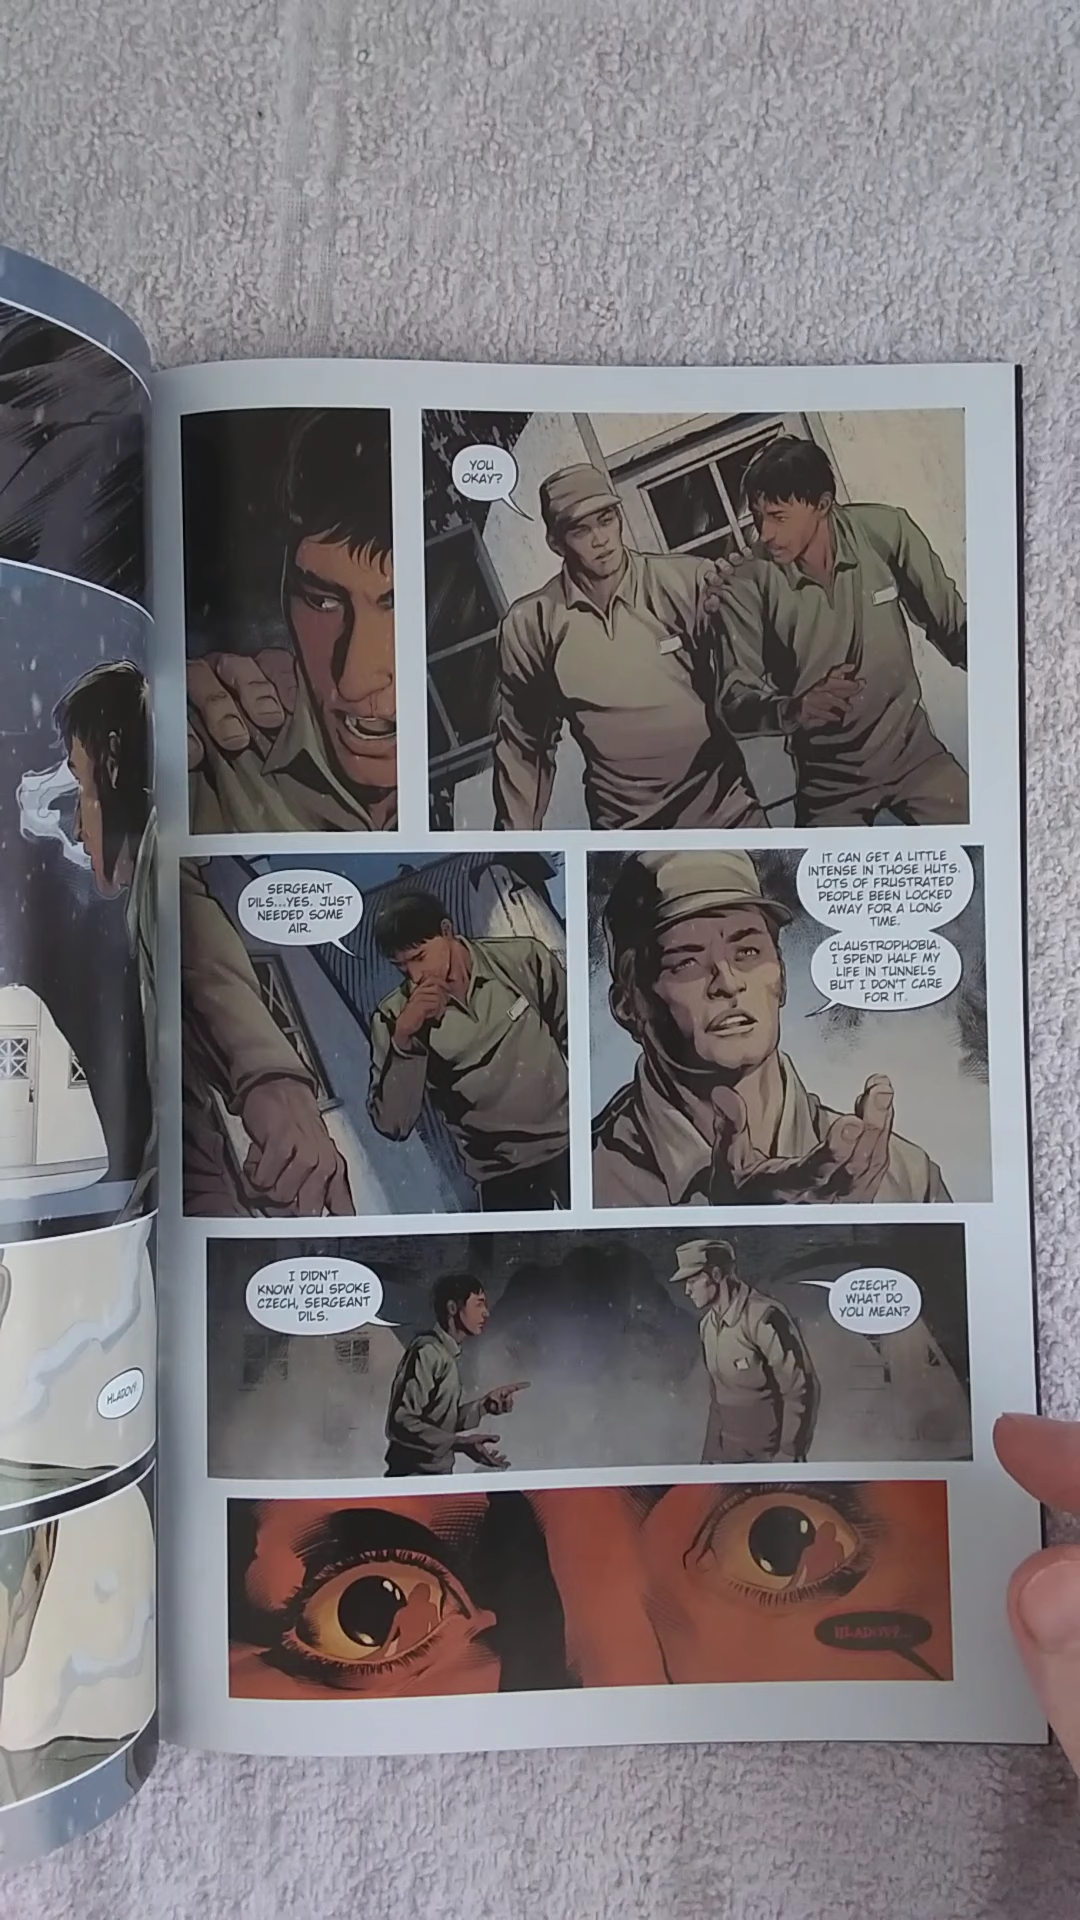 HLADOVÝ.
YOU
OKAY?
SERGEANT
DILS...YES. JUST
NEEDED SOME
AIR.
IT CAN GET A LITTLE
INTENSE IN THOSE HUTS.
LOTS OF FRUSTRATED
PEOPLE BEEN LOCKED
AWAY FOR A LONG
TIME.
CLAUSTROPHOBIA.
I SPEND HALF MY
LIFE IN TUNNELS
BUT I DON'T CARE
FOR IT.
I DIDN'T
KNOW YOU SPOKE
CZECH, SERGEANT
DILS.
CZECH?
WHAT DO
YOU MEAN?
HLADOVÝ...